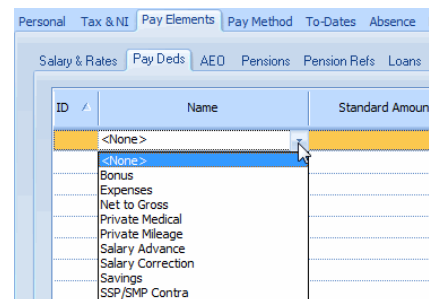 Personal Tax & NI Pay Elements Pay Method To-Dates Absence
Salary & Rates Pay Deds AEO Pensions Pension Refs Loans
ID Name Standard Amoun
<None>
<None>
Bonus
Expenses
Net to Gross
Private Medical
Private Mileage
Salary Advance
Salary Correction
Savings
SSP/SMP Contra